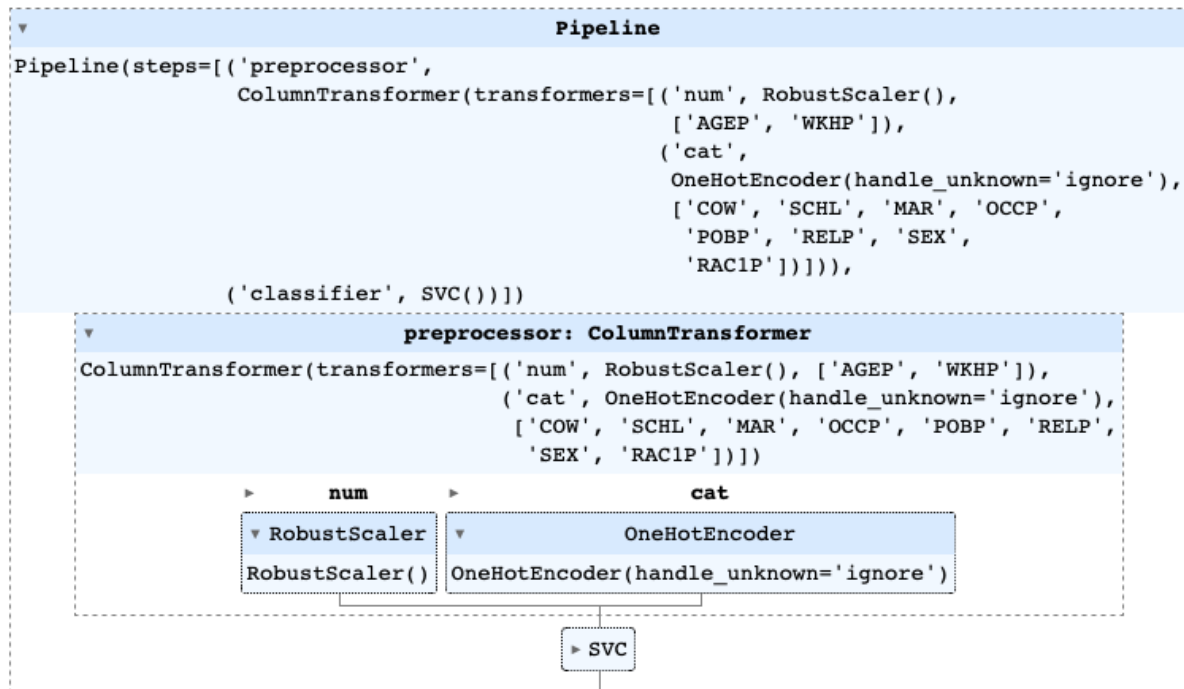 Pipeline
Pipeline(steps=[('preprocessor',
ColumnTransformer(transformers=[('num', RobustScaler(),
['AGEP', 'WKHP']),
('cat',
OneHotEncoder(handle_unknown='ignore'),
['COW', 'SCHL', 'MAR', 'OCCP',
'POBP', 'RELP', 'SEX',
'RAC1P'])])),
('classifier', SVC())])
preprocessor: ColumnTransformer
ColumnTransformer(transformers=[('num', RobustScaler(), ['AGEP', 'WKHP']),
('cat', OneHotEncoder(handle_unknown='ignore'),
['COW', 'SCHL', 'MAR', 'OCCP', 'POBP', 'RELP',
'SEX', 'RAC1P'])])
num cat
RobustScaler OneHotEncoder
RobustScaler() OneHotEncoder(handle_unknown='ignore')
SVC